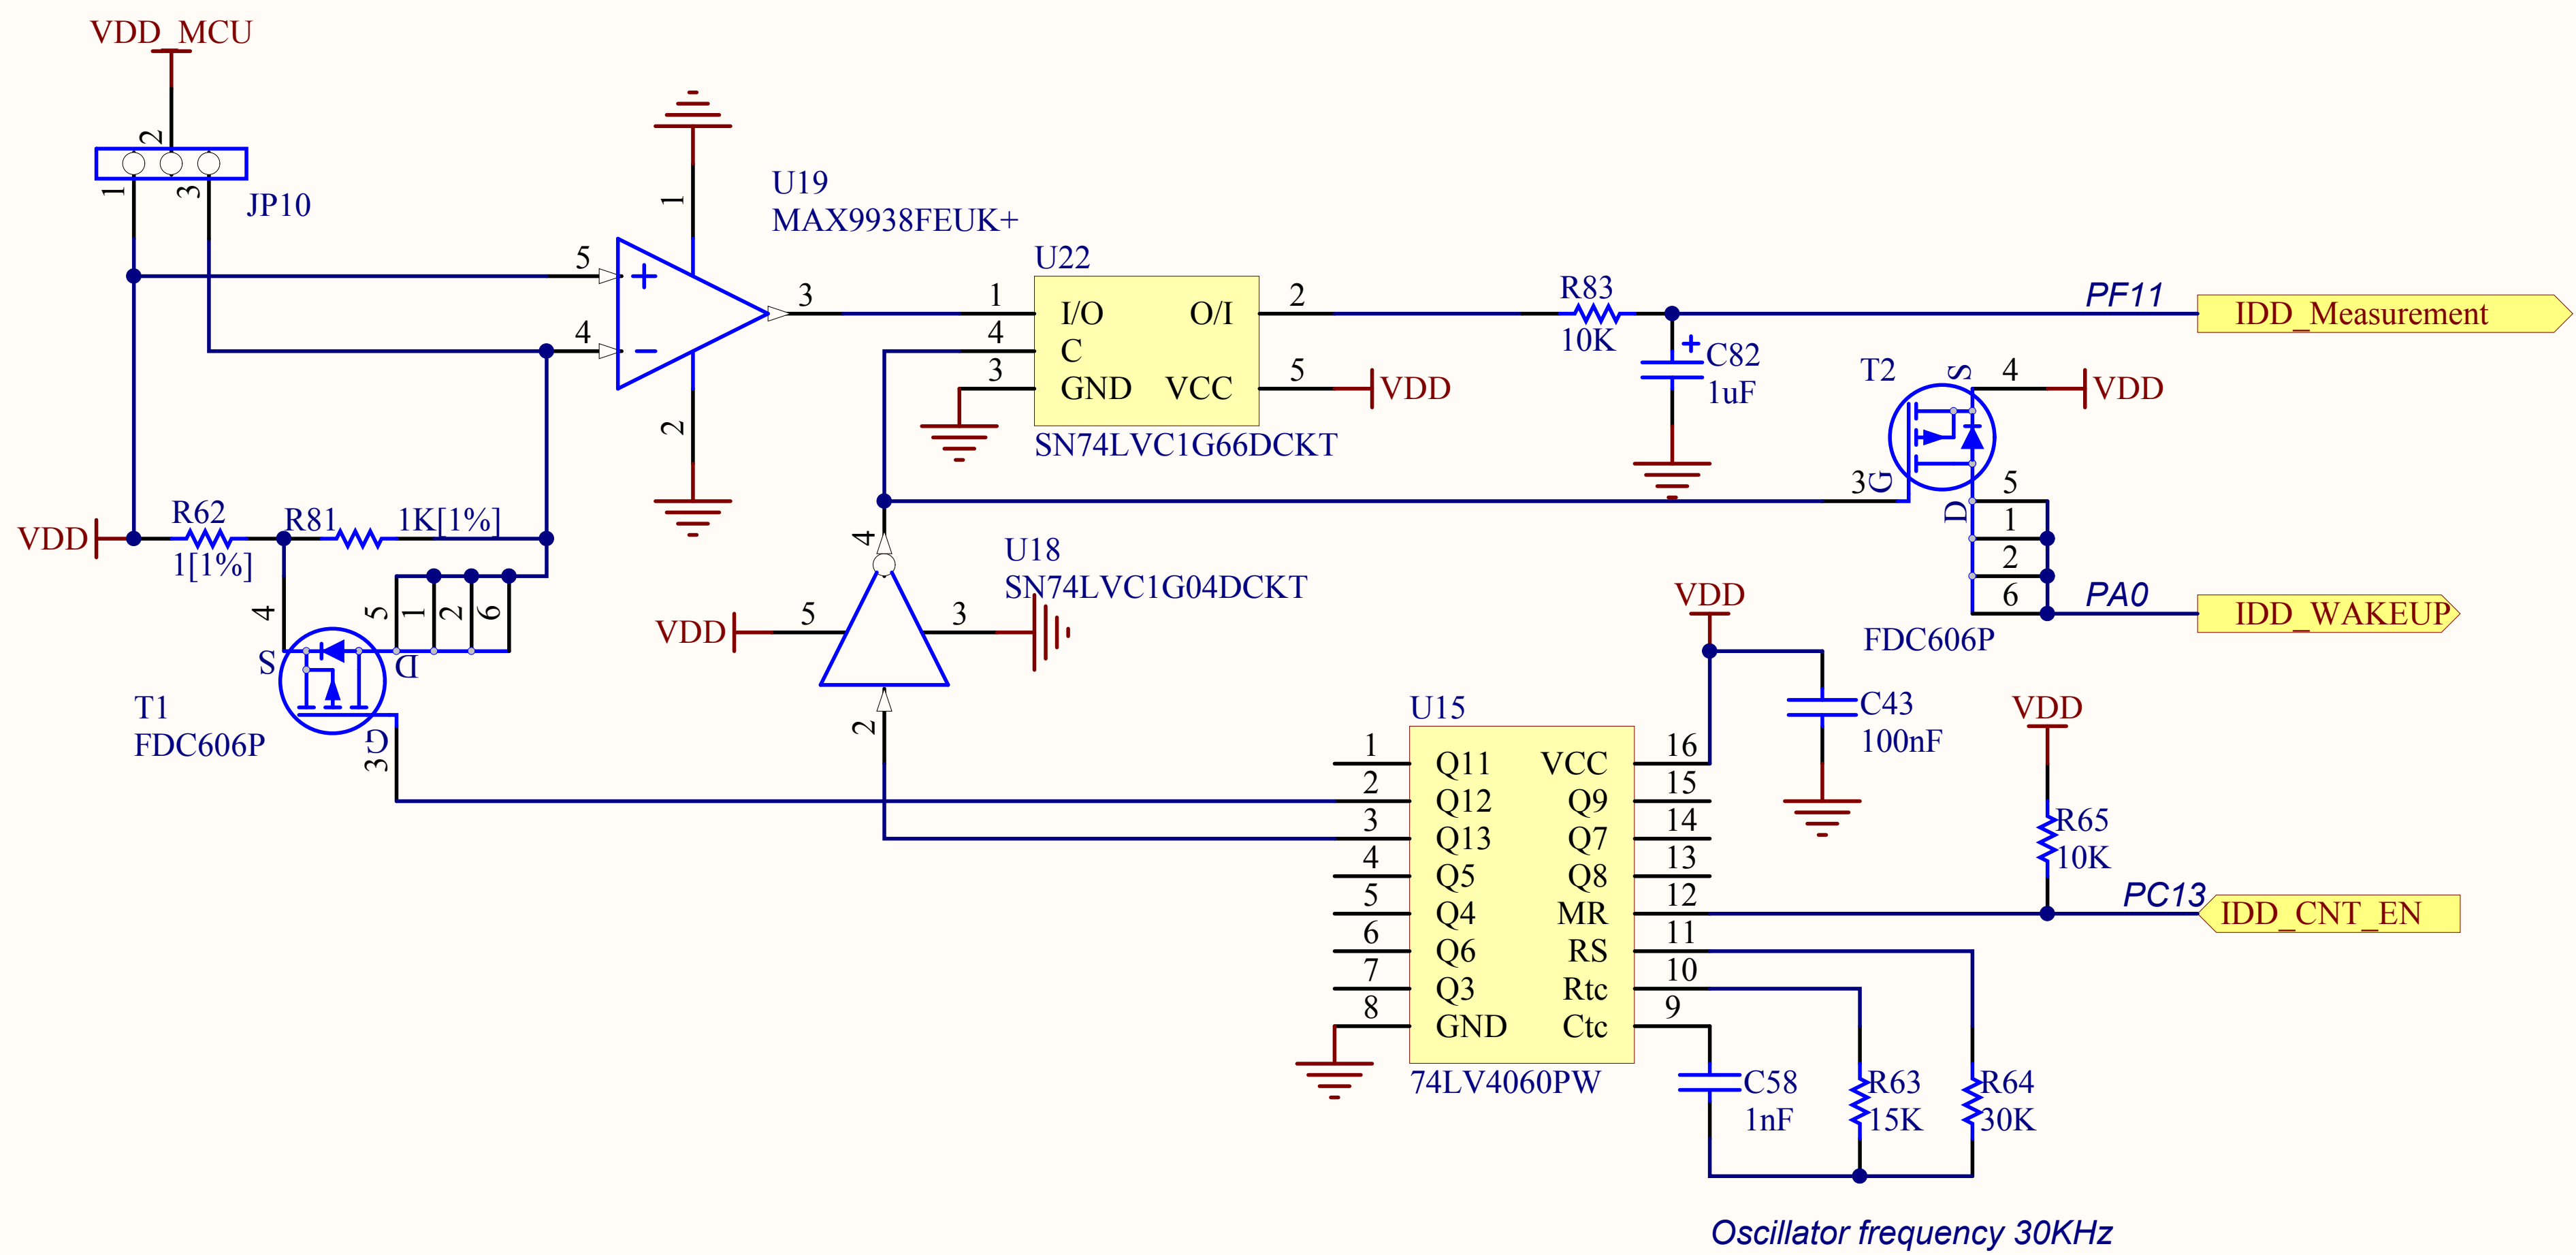 VDD_MCU
2
1
3
JP10
1
U19
MAX9938FEUK+
5
4
3
2
U22
1
I/O
O/I
2
4
C
3
GND
VCC
5
VDD
SN74LVC1G66DCKT
R83
10K
+
C82
1uF
PF11
IDD_Measurement
T2
S
4
VDD
3
G
D
5
1
2
6
PA0
IDD_WAKEUP
FDC606P
VDD
R62
1[1%]
R81
1K[1%]
4
5
1
2
6
S
D
T1
FDC606P
G
3
4
U18
SN74LVC1G04DCKT
VDD
5
3
2
VDD
C43
100nF
VDD
R65
10K
PC13
IDD_CNT_EN
U15
1
Q11
VCC
16
2
Q12
15
Q9
3
Q13
14
Q7
4
Q5
13
Q8
5
Q4
12
MR
6
Q6
11
RS
7
Q3
10
Rtc
8
GND
9
Ctc
74LV4060PW
C58
1nF
R63
15K
R64
30K
Oscillator frequency 30KHz